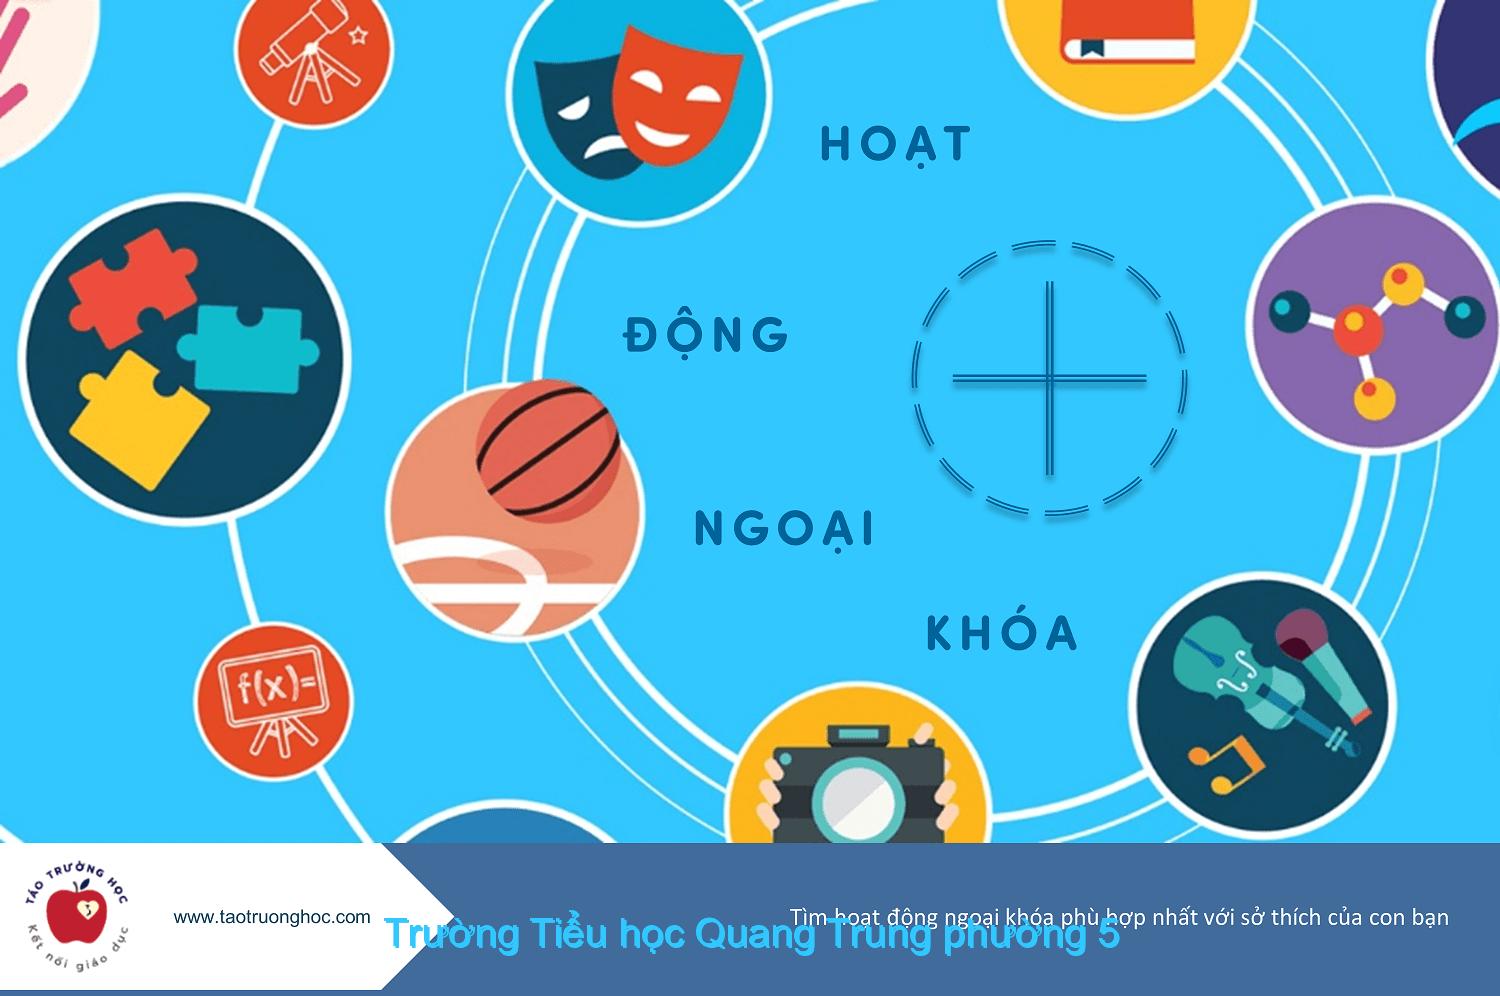 HOẠT
ĐỘNG
NGOẠI
KHÓA
f(x)=
TÁO TRƯỜNG HỌC
Kết nối giáo dục
www.taotruonghoc.com
Tìm hoạt động ngoại khóa phù hợp nhất với sở thích của con bạn
Trường Tiểu học Quang Trung phường 5